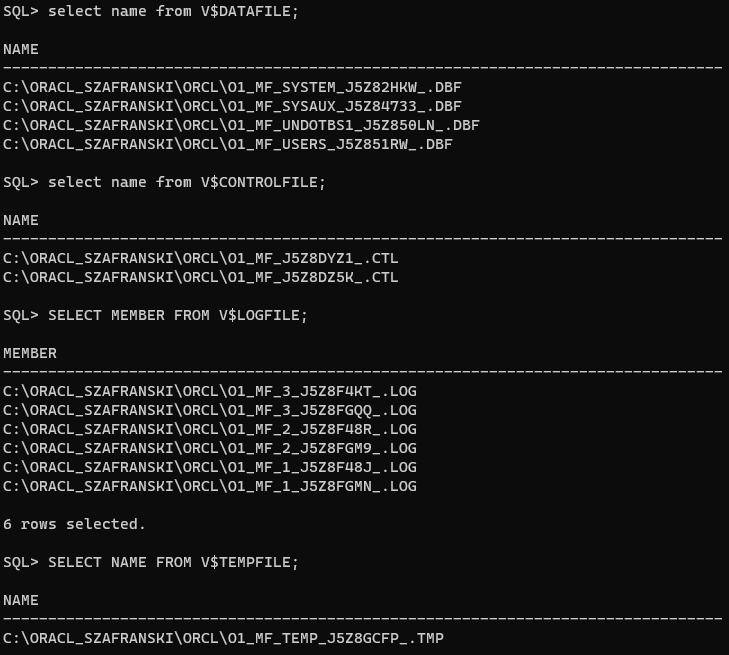 SQL> select name from V$DATAFILE;
NAME
--------------------------------------------------------------------------------
C:\ORACL_SZAFRANSKI\ORCL\O1_MF_SYSTEM_J5Z82HKW_.DBF
C:\ORACL_SZAFRANSKI\ORCL\O1_MF_SYSAUX_J5Z84733_.DBF
C:\ORACL_SZAFRANSKI\ORCL\O1_MF_UNDOTBS1_J5Z850LN_.DBF
C:\ORACL_SZAFRANSKI\ORCL\O1_MF_USERS_J5Z851RW_.DBF
SQL> select name from V$CONTROLFILE;
NAME
--------------------------------------------------------------------------------
C:\ORACL_SZAFRANSKI\ORCL\O1_MF_J5Z8DYZ1_.CTL
C:\ORACL_SZAFRANSKI\ORCL\O1_MF_J5Z8DZ5K_.CTL
SQL> SELECT MEMBER FROM V$LOGFILE;
MEMBER
--------------------------------------------------------------------------------
C:\ORACL_SZAFRANSKI\ORCL\O1_MF_3_J5Z8F4KT_.LOG
C:\ORACL_SZAFRANSKI\ORCL\O1_MF_3_J5Z8FGQQ_.LOG
C:\ORACL_SZAFRANSKI\ORCL\O1_MF_2_J5Z8F48R_.LOG
C:\ORACL_SZAFRANSKI\ORCL\O1_MF_2_J5Z8FGM9_.LOG
C:\ORACL_SZAFRANSKI\ORCL\O1_MF_1_J5Z8F48J_.LOG
C:\ORACL_SZAFRANSKI\ORCL\O1_MF_1_J5Z8FGMN_.LOG
6 rows selected.
SQL> SELECT NAME FROM V$TEMPFILE;
NAME
--------------------------------------------------------------------------------
C:\ORACL_SZAFRANSKI\ORCL\O1_MF_TEMP_J5Z8GCFP_.TMP